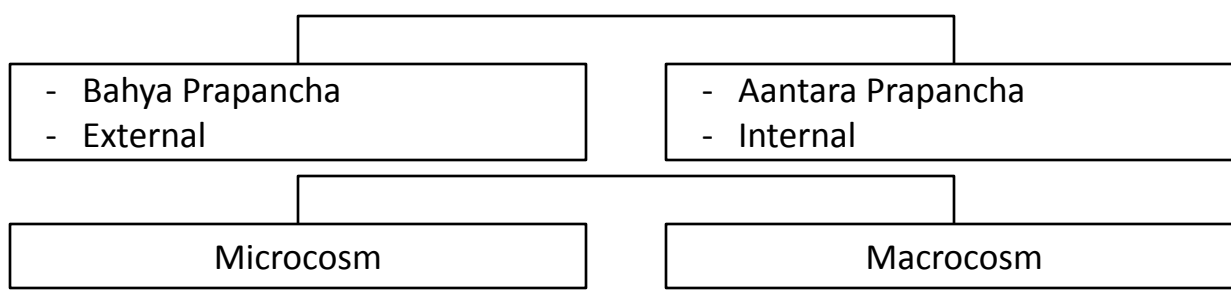 - Bahya Prapancha
- External
- Aantara Prapancha
- Internal
Microcosm
Macrocosm